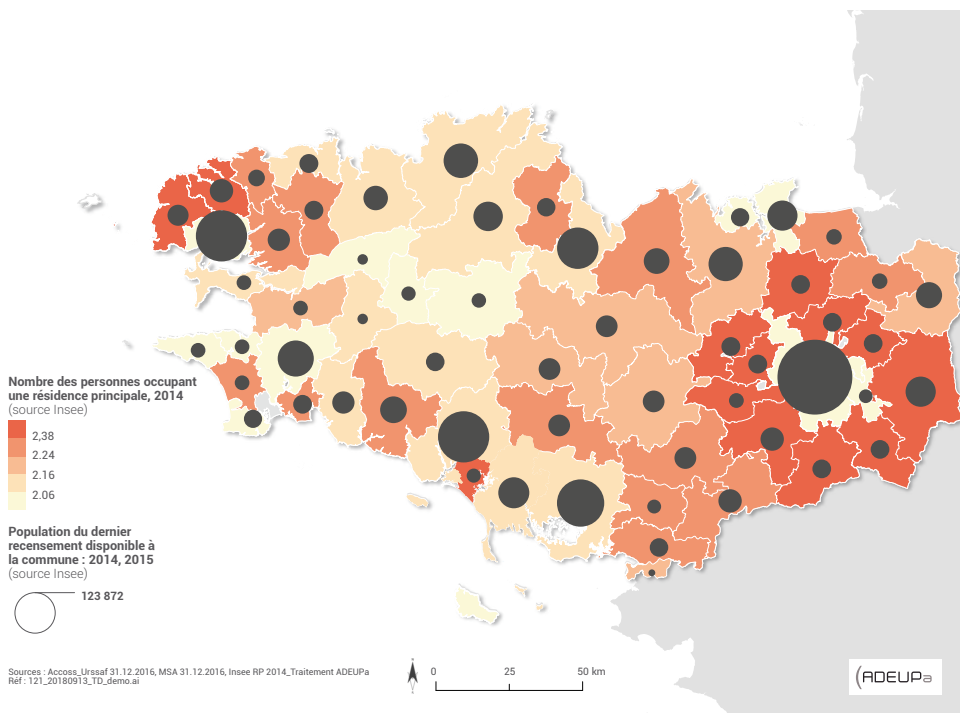 Nombre des personnes occupant
une résidence principale, 2014
(source Insee)
2,38
2.24
2.16
2.06
Population du dernier
recensement disponible à
la commune : 2014, 2015
(source Insee)
123 872
Sources : Accoss_Urssaf 31.12.2016, MSA 31.12.2016, Insee RP 2014_Traitement ADEUPa
Réf : 121_20180913_TD_demo.ai
0 25 50 km
ADEUPa